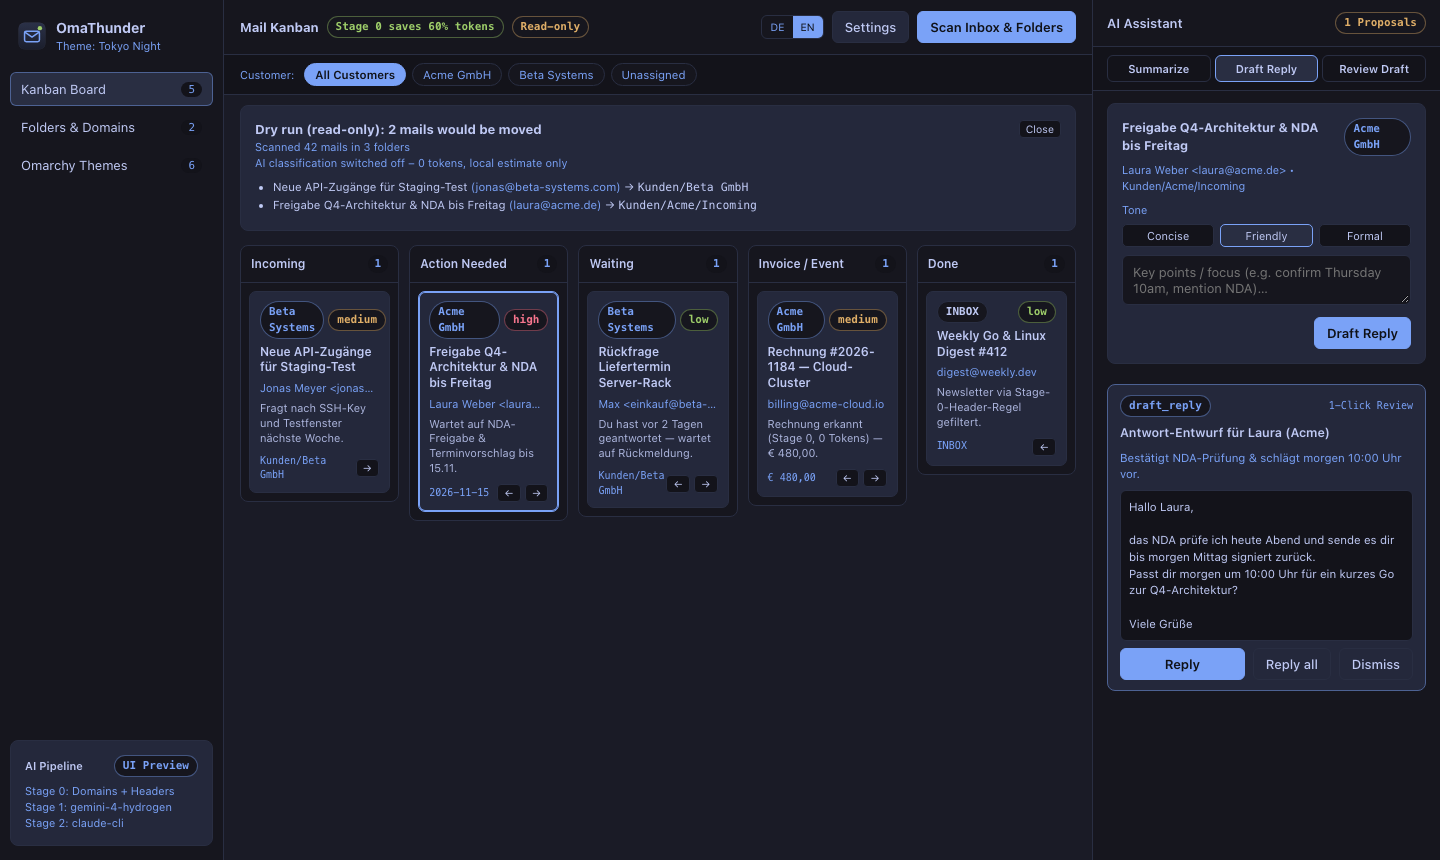 OmaThunder
Theme: Tokyo Night
Kanban Board 5
Folders & Domains 2
Omarchy Themes 6
AI Pipeline UI Preview
Stage 0: Domains + Headers
Stage 1: gemini-4-hydrogen
Stage 2: claude-cli
Mail Kanban Stage 0 saves 60% tokens Read-only DE EN Settings Scan Inbox & Folders
Customer: All Customers Acme GmbH Beta Systems Unassigned
Dry run (read-only): 2 mails would be moved Close
Scanned 42 mails in 3 folders
AI classification switched off – 0 tokens, local estimate only
• Neue API-Zugänge für Staging-Test (jonas@beta-systems.com) → Kunden/Beta GmbH
• Freigabe Q4-Architektur & NDA bis Freitag (laura@acme.de) → Kunden/Acme/Incoming
Incoming 1
Beta
Systems
medium
Neue API-Zugänge
für Staging-Test
Jonas Meyer <jonas…
Fragt nach SSH-Key
und Testfenster
nächste Woche.
Kunden/Beta
GmbH
→
Action Needed 1
Acme
GmbH
high
Freigabe Q4-
Architektur & NDA
bis Freitag
Laura Weber <laura…
Wartet auf NDA-
Freigabe &
Terminvorschlag bis
15.11.
2026-11-15 ← →
Waiting 1
Beta
Systems
low
Rückfrage
Liefertermin
Server-Rack
Max <einkauf@beta-…
Du hast vor 2 Tagen
geantwortet — wartet
auf Rückmeldung.
Kunden/Beta
GmbH
← →
Invoice / Event 1
Acme
GmbH
medium
Rechnung #2026-
1184 — Cloud-
Cluster
billing@acme-cloud.io
Rechnung erkannt
(Stage 0, 0 Tokens) —
€ 480,00.
€ 480,00 ← →
Done 1
INBOX low
Weekly Go & Linux
Digest #412
digest@weekly.dev
Newsletter via Stage-
0-Header-Regel
gefiltert.
INBOX ←
AI Assistant 1 Proposals
Summarize Draft Reply Review Draft
Freigabe Q4-Architektur & NDA
bis Freitag
Acme
GmbH
Laura Weber <laura@acme.de> •
Kunden/Acme/Incoming
Tone
Concise Friendly Formal
Key points / focus (e.g. confirm Thursday
10am, mention NDA)…
Draft Reply
draft_reply 1-Click Review
Antwort-Entwurf für Laura (Acme)
Bestätigt NDA-Prüfung & schlägt morgen 10:00 Uhr
vor.
Hallo Laura,
das NDA prüfe ich heute Abend und sende es dir
bis morgen Mittag signiert zurück.
Passt dir morgen um 10:00 Uhr für ein kurzes Go
zur Q4-Architektur?
Viele Grüße
Reply Reply all Dismiss